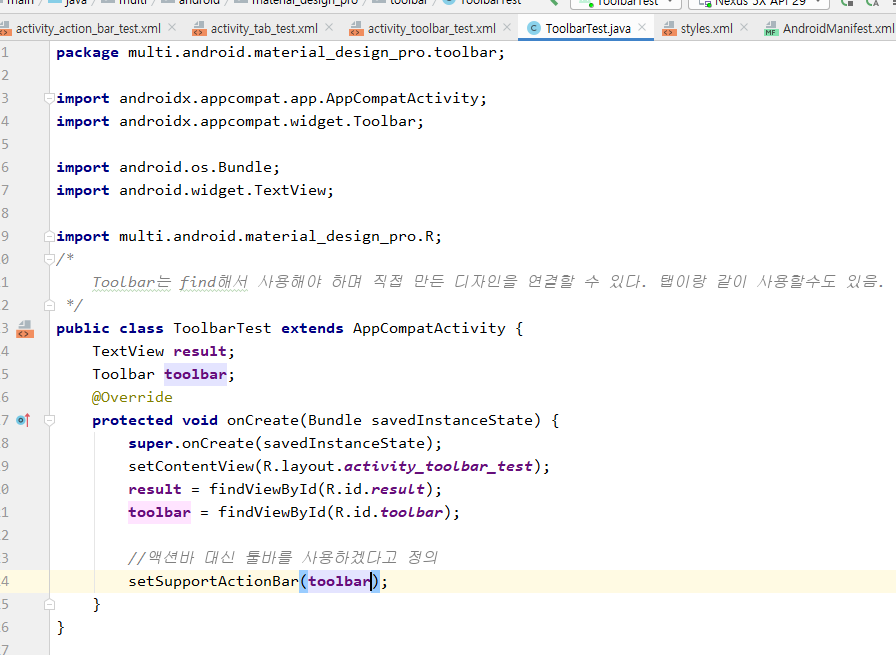 main java multi android material_design_pro toolbar ToolbarTest ToolbarTest Nexus 5X API 29
activity_action_bar_test.xml activity_tab_test.xml activity_toolbar_test.xml ToolbarTest.java styles.xml AndroidManifest.xml
1 package multi.android.material_design_pro.toolbar;
2
3 import androidx.appcompat.app.AppCompatActivity;
4 import androidx.appcompat.widget.Toolbar;
5
6 import android.os.Bundle;
7 import android.widget.TextView;
8
9 import multi.android.material_design_pro.R;
0 /*
1 Toolbar는 find해서 사용해야 하며 직접 만든 디자인을 연결할 수 있다. 탭이랑 같이 사용할수도 있음.
2 */
3 public class ToolbarTest extends AppCompatActivity {
4 TextView result;
5 Toolbar toolbar;
6 @Override
7 protected void onCreate(Bundle savedInstanceState) {
8 super.onCreate(savedInstanceState);
9 setContentView(R.layout.activity_toolbar_test);
0 result = findViewById(R.id.result);
1 toolbar = findViewById(R.id.toolbar);
2
3 //액션바 대신 툴바를 사용하겠다고 정의
4 setSupportActionBar(toolbar);
5 }
6 }
7